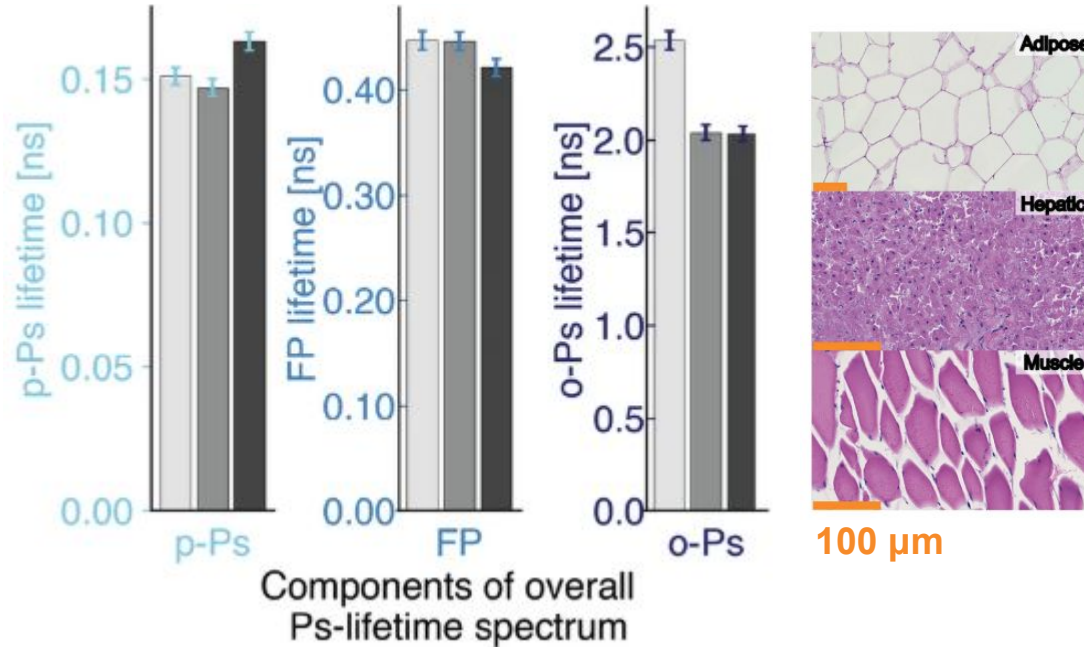 p-Ps lifetime [ns]
0.15
0.10
0.05
0.00
p-Ps
FP lifetime [ns]
0.40
0.30
0.20
0.10
0.00
FP
o-Ps lifetime [ns]
2.5
2.0
1.5
1.0
0.5
0.0
o-Ps
Components of overall
Ps-lifetime spectrum
Adipose
Hepatic
Muscle
100 µm